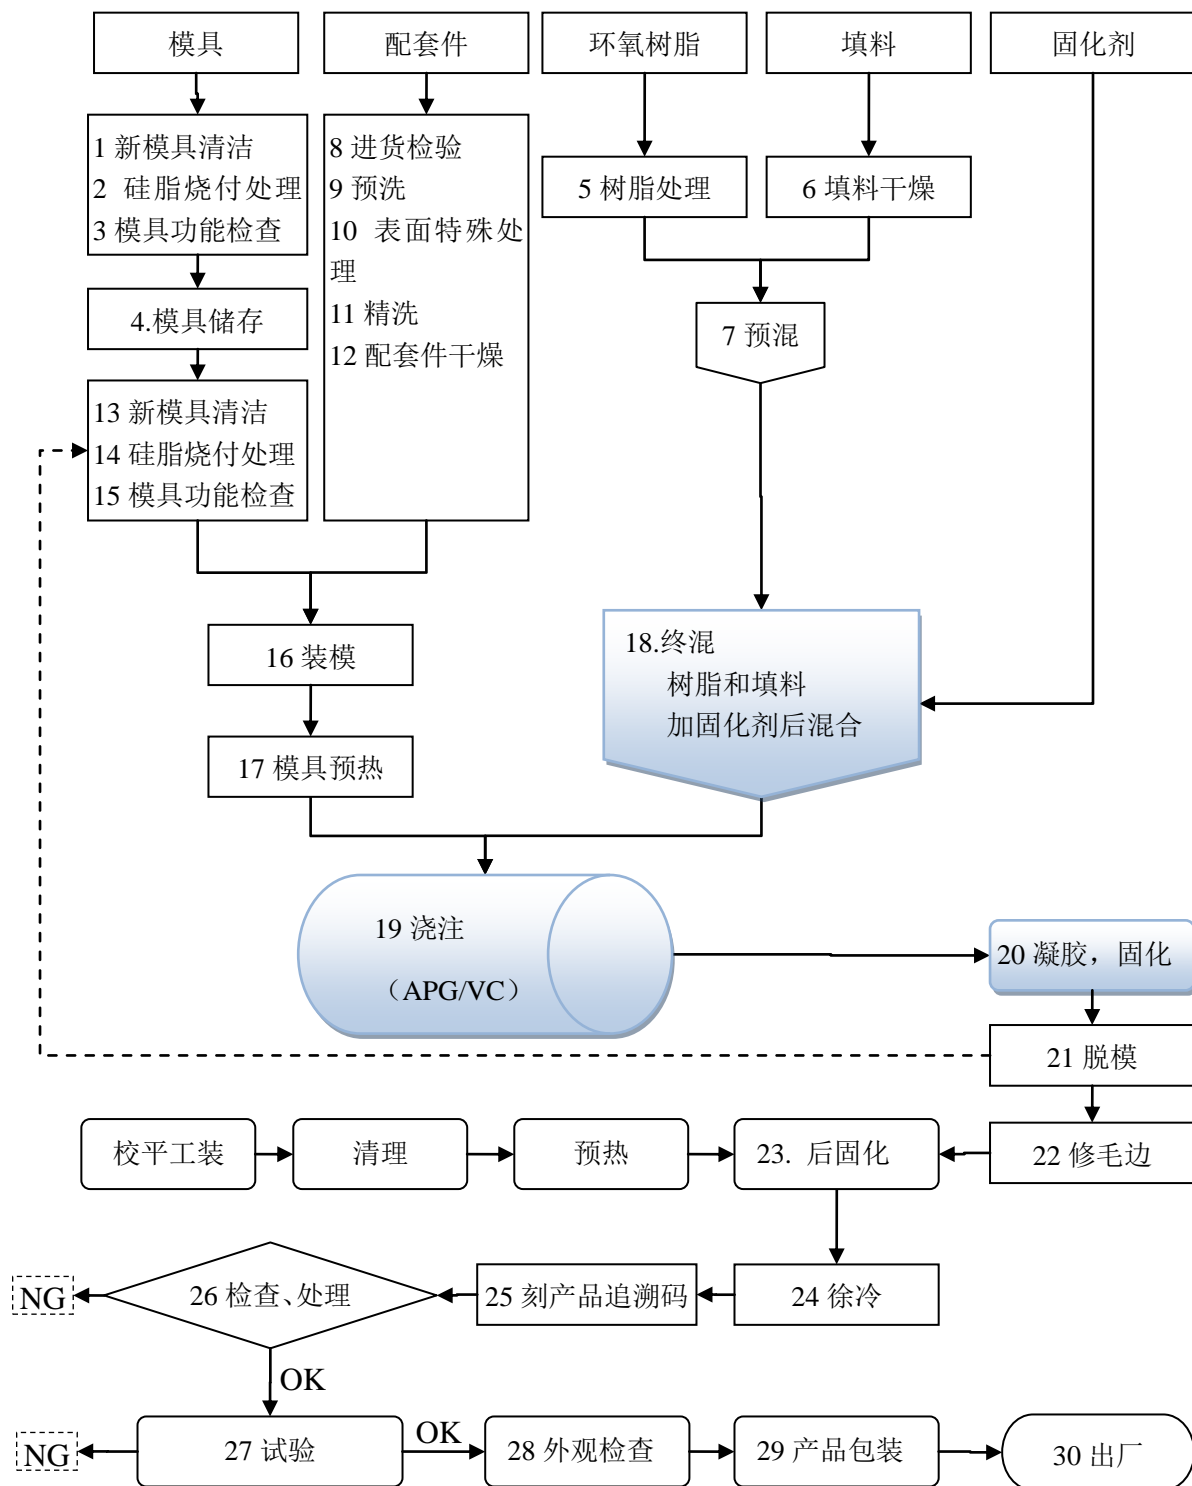 模具
配套件
环氧树脂
填料
固化剂
1 新模具清洁
2 硅脂烧付处理
3 模具功能检查
8 进货检验
9 预洗
10 表面特殊处
理
11 精洗
12 配套件干燥
5 树脂处理
6 填料干燥
4.模具储存
7 预混
13 新模具清洁
14 硅脂烧付处理
15 模具功能检查
16 装模
18.终混
树脂和填料
加固化剂后混合
17 模具预热
19 浇注
（APG/VC）
20 凝胶，固化
21 脱模
校平工装
清理
预热
23. 后固化
22 修毛边
NG
26 检查、处理
25 刻产品追溯码
24 徐冷
OK
NG
27 试验
OK
28 外观检查
29 产品包装
30 出厂